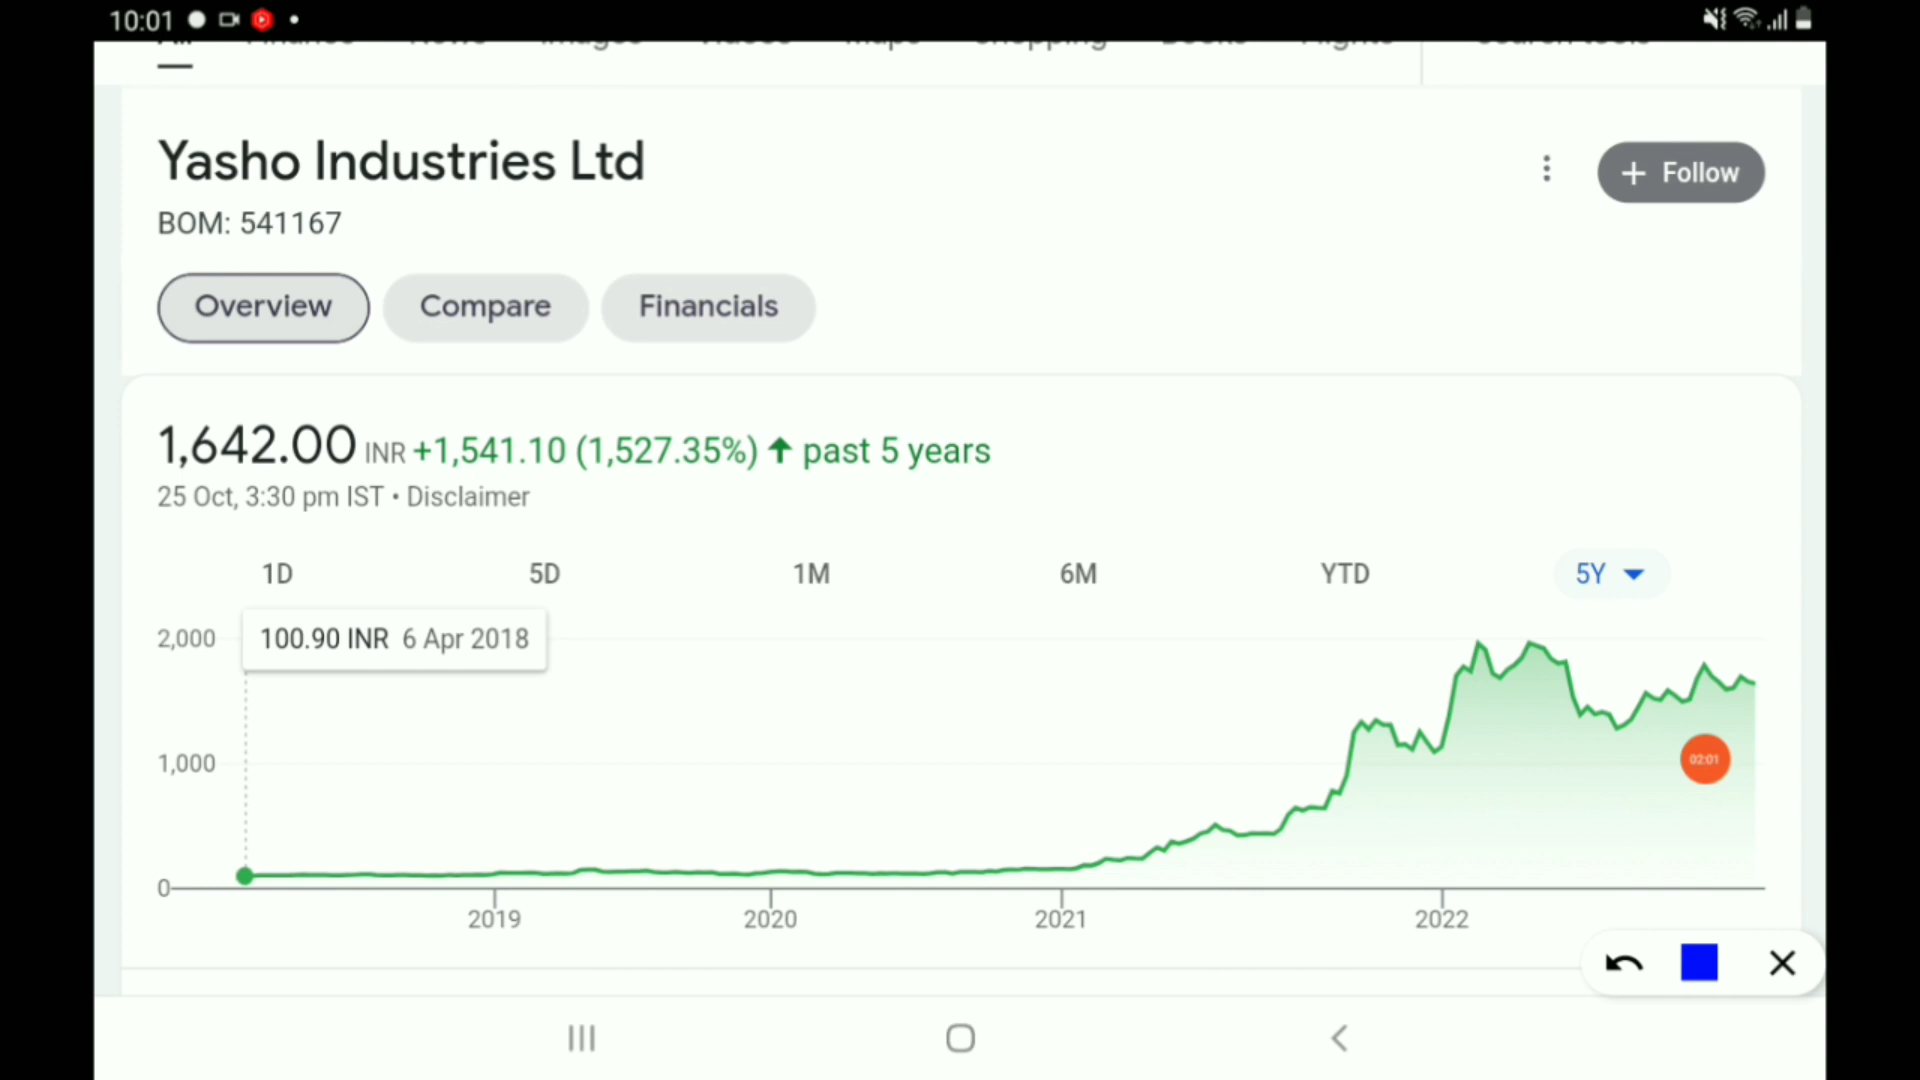 10:01
Yasho Industries Ltd
Follow
BOM: 541167
Overview Compare Financials
1,642.00 INR +1,541.10 (1,527.35%) ↑ past 5 years
25 Oct, 3:30 pm IST • Disclaimer
1D 5D 1M 6M YTD 5Y
2,000
100.90 INR 6 Apr 2018
1,000
02:01
0
2019 2020 2021 2022